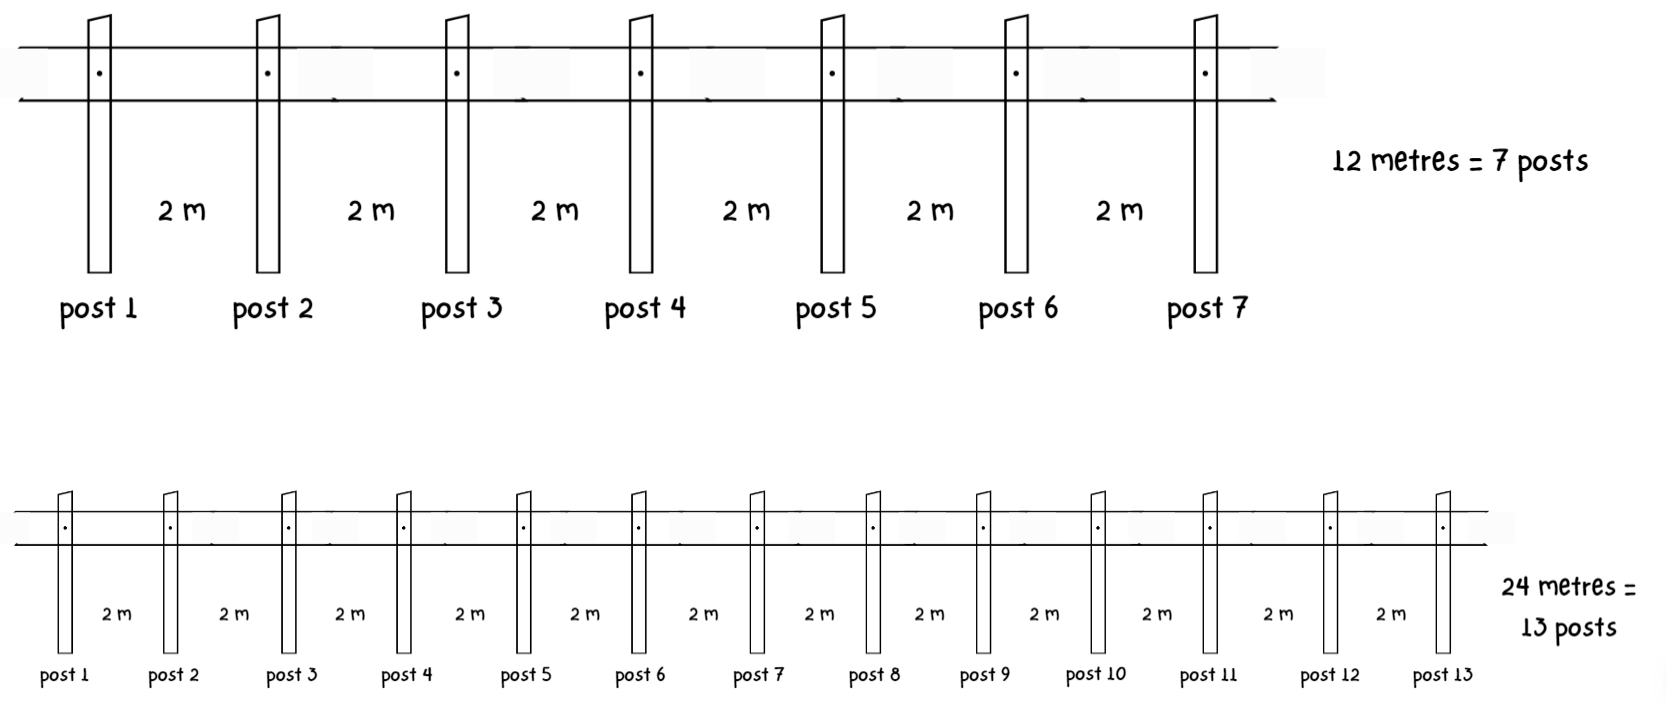 2 m 2 m 2 m 2 m 2 m 2 m
12 metres = 7 posts
post 1 post 2 post 3 post 4 post 5 post 6 post 7
2 m 2 m 2 m 2 m 2 m 2 m 2 m 2 m 2 m 2 m 2 m 2 m
24 metres =
13 posts
post 1 post 2 post 3 post 4 post 5 post 6 post 7 post 8 post 9 post 10 post 11 post 12 post 13